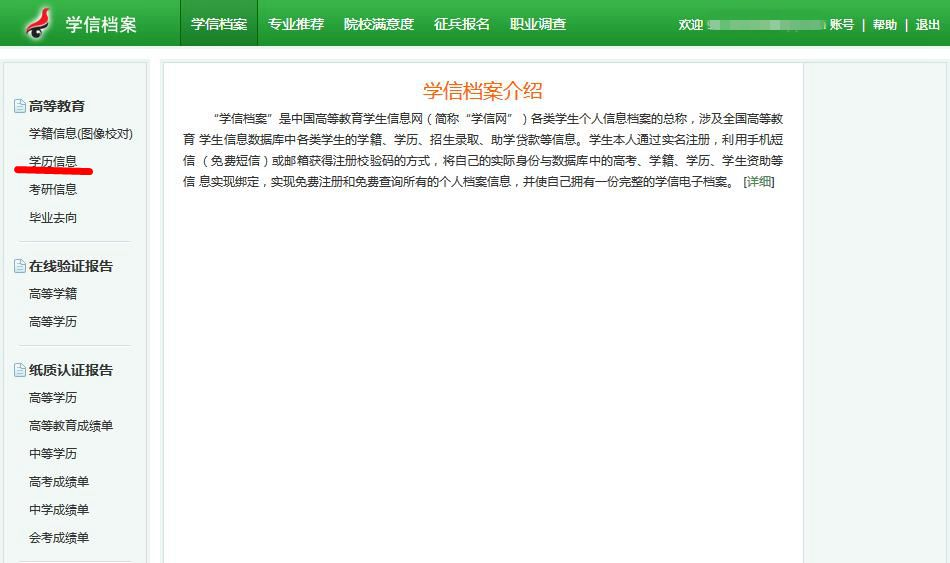 学信档案
学信档案 专业推荐 院校满意度 征兵报名 职业调查
欢迎 账号 | 帮助 | 退出
高等教育
学籍信息(图像校对)
学历信息
考研信息
毕业去向
在线验证报告
高等学籍
高等学历
纸质认证报告
高等学历
高等教育成绩单
中等学历
高考成绩单
中学成绩单
会考成绩单
学信档案介绍
“学信档案”是中国高等教育学生信息网（简称“学信网”）各类学生个人信息档案的总称，涉及全国高等教
育 学生信息数据库中各类学生的学籍、学历、招生录取、助学贷款等信息。学生本人通过实名注册，利用手机短
信 （ 免费短信 ）或邮箱获得注册校验码的方式，将自己的实际身份与数据库中的高考、学籍、学历、学生资助等
信 息实现绑定，实现免费注册和免费查询所有的个人档案信息，并使自己拥有一份完整的学信电子档案。 [详细]